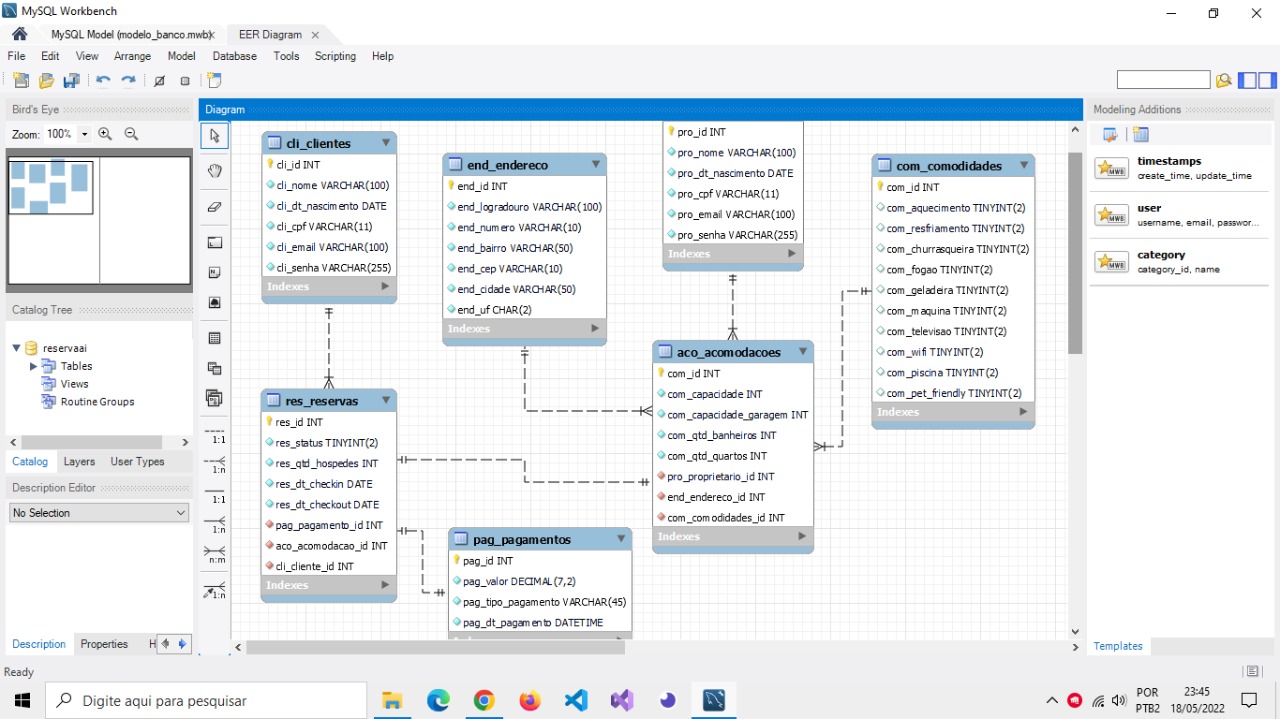 MySQL Workbench
MySQL Model (modelo_banco.mwb)
EER Diagram
File Edit View Arrange Model Database Tools Scripting Help
Bird's Eye
Zoom: 100%
Catalog Tree
reservaai
Tables
Views
Routine Groups
Catalog Layers User Types
Description Editor
No Selection
Description Properties H
Ready
Diagram
1:1
1:n
1:1
1:n
n:m
1:n
cli_clientes
cli_id INT
cli_nome VARCHAR(100)
cli_dt_nascimento DATE
cli_cpf VARCHAR(11)
cli_email VARCHAR(100)
cli_senha VARCHAR(255)
Indexes
end_endereco
end_id INT
end_logradouro VARCHAR(100)
end_numero VARCHAR(10)
end_bairro VARCHAR(50)
end_cep VARCHAR(10)
end_cidade VARCHAR(50)
end_uf CHAR(2)
Indexes
pro_id INT
pro_nome VARCHAR(100)
pro_dt_nascimento DATE
pro_cpf VARCHAR(11)
pro_email VARCHAR(100)
pro_senha VARCHAR(255)
Indexes
com_comodidades
com_id INT
com_aquecimento TINYINT(2)
com_resfriamento TINYINT(2)
com_churrasqueira TINYINT(2)
com_fogao TINYINT(2)
com_geladeira TINYINT(2)
com_maquina TINYINT(2)
com_televisao TINYINT(2)
com_wifi TINYINT(2)
com_piscina TINYINT(2)
com_pet_friendly TINYINT(2)
Indexes
res_reservas
res_id INT
res_status TINYINT(2)
res_qtd_hospedes INT
res_dt_checkin DATE
res_dt_checkout DATE
pag_pagamento_id INT
aco_acomodacao_id INT
cli_cliente_id INT
Indexes
aco_acomodacoes
com_id INT
com_capacidade INT
com_capacidade_garagem INT
com_qtd_banheiros INT
com_qtd_quartos INT
pro_proprietario_id INT
end_endereco_id INT
com_comodidades_id INT
Indexes
pag_pagamentos
pag_id INT
pag_valor DECIMAL(7,2)
pag_tipo_pagamento VARCHAR(45)
pag_dt_pagamento DATETIME
Modeling Additions
timestamps
create_time, update_time
user
username, email, passwor...
category
category_id, name
Templates
Digite aqui para pesquisar
POR
PTB2
23:45
18/05/2022